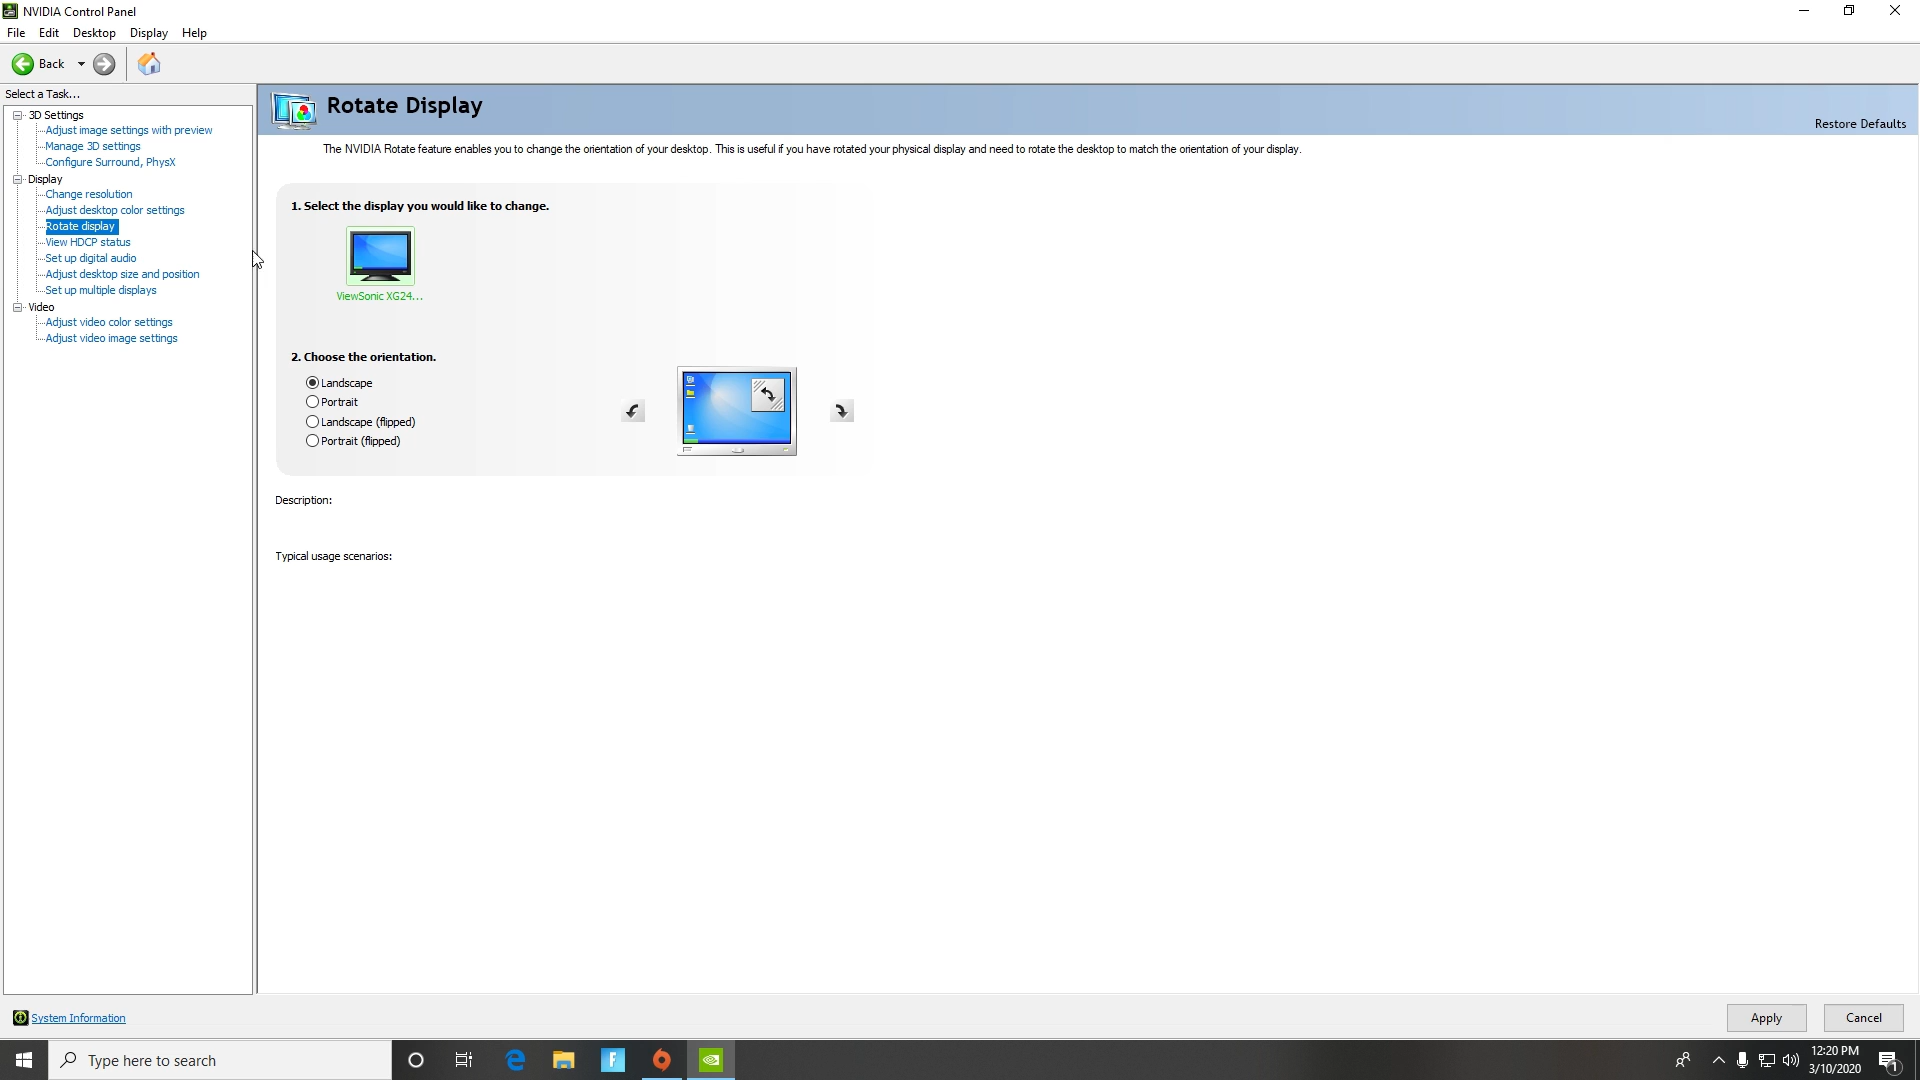 NVIDIA Control Panel
File Edit Desktop Display Help
Back
Select a Task...
3D Settings
Adjust image settings with preview
Manage 3D settings
Configure Surround, PhysX
Display
Change resolution
Adjust desktop color settings
Rotate display
View HDCP status
Set up digital audio
Adjust desktop size and position
Set up multiple displays
Video
Adjust video color settings
Adjust video image settings
Rotate Display
Restore Defaults
The NVIDIA Rotate feature enables you to change the orientation of your desktop. This is useful if you have rotated your physical display and need to rotate the desktop to match the orientation of your display.
1. Select the display you would like to change.
ViewSonic XG24...
2. Choose the orientation.
Landscape
Portrait
Landscape (flipped)
Portrait (flipped)
Description:
Typical usage scenarios:
System Information
Apply Cancel
Type here to search
F
12:20 PM
3/10/2020
1